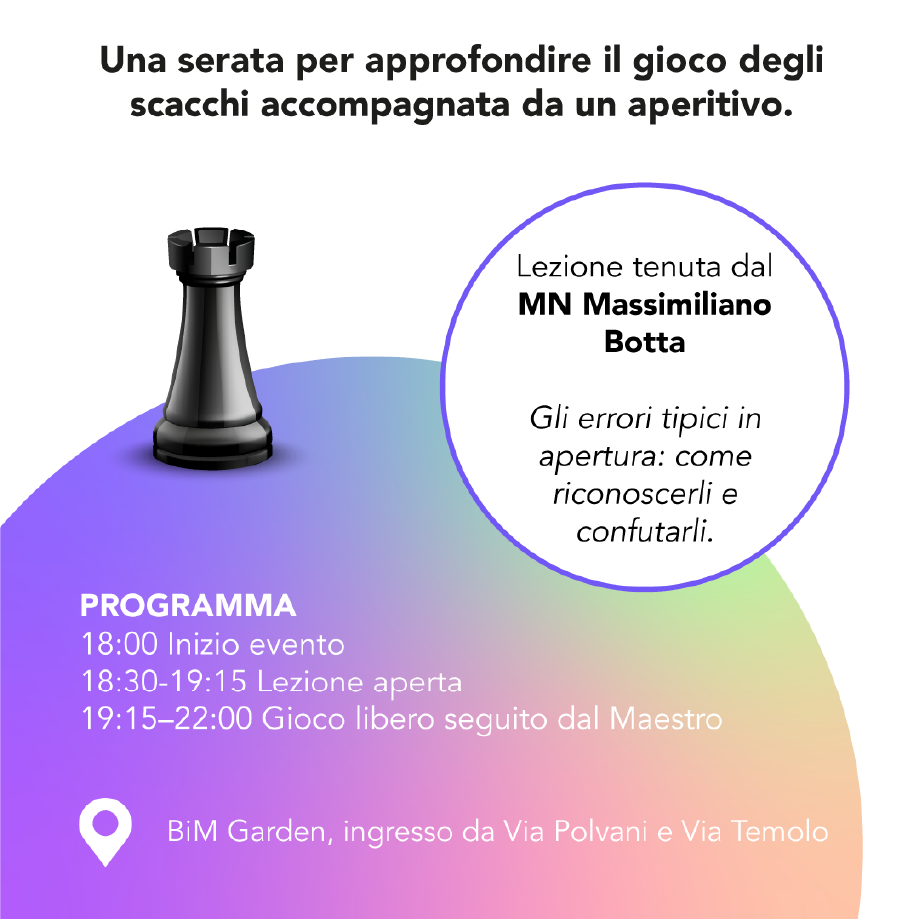 Una serata per approfondire il gioco degli
scacchi accompagnata da un aperitivo.
Lezione tenuta dal
MN Massimiliano
Botta
Gli errori tipici in
apertura: come
riconoscerli e
confutarli.
PROGRAMMA
18:00 Inizio evento
18:30-19:15 Lezione aperta
19:15–22:00 Gioco libero seguito dal Maestro
BiM Garden, ingresso da Via Polvani e Via Temolo